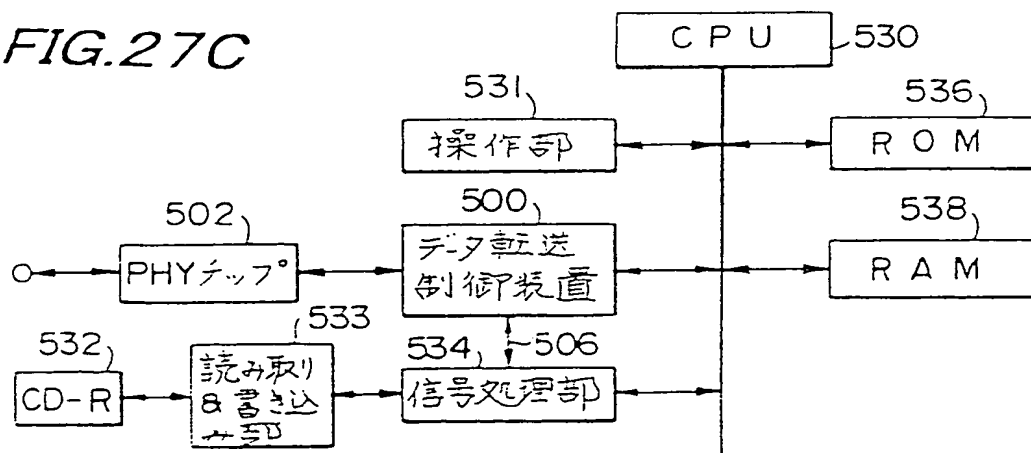 FIG.27C
CPU
530
531
操作部
536
ROM
502
PHYチップ
500
データ転送
制御装置
538
RAM
506
532
CD-R
533
読み取り
&書き込
み部
534
信号処理部